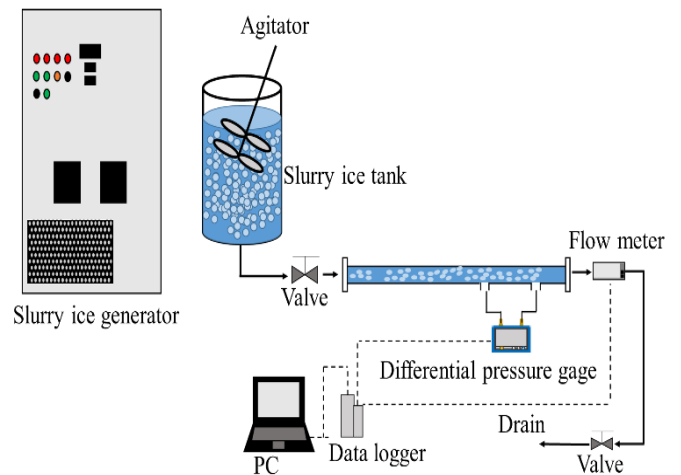 Agitator
Slurry ice tank
Flow meter
Valve
Slurry ice generator
Differential pressure gage
Drain
Data logger
PC
Valve